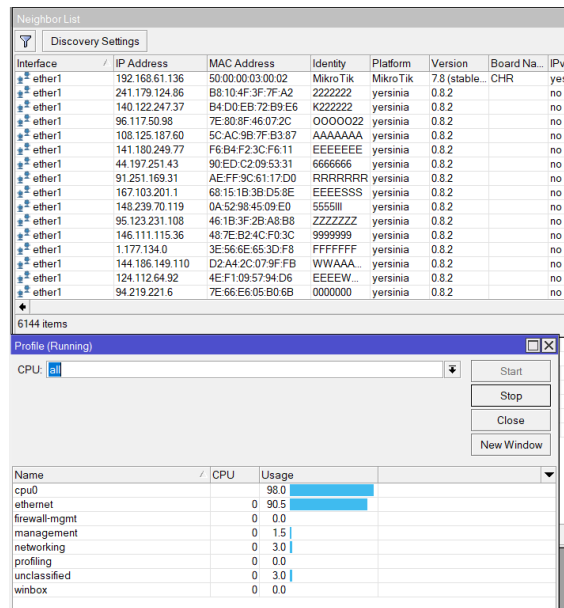 Neighbor List
Discovery Settings
Interface / IP Address MAC Address Identity Platform Version Board Na... IPv
ether1 192.168.61.136 50:00:00:03:00:02 MikroTik MikroTik 7.8 (stable... CHR yes
ether1 241.179.124.86 B8:10:4F:3F:7F:A2 2222222 yersinia 0.8.2 no
ether1 140.122.247.37 B4:D0:EB:72:B9:E6 K222222 yersinia 0.8.2 no
ether1 96.117.50.98 7E:80:8F:46:07:2C OOOOO22 yersinia 0.8.2 no
ether1 108.125.187.60 5C:AC:9B:7F:B3:87 AAAAAAA yersinia 0.8.2 no
ether1 141.180.249.77 F6:B4:F2:3C:F6:11 EEEEEEE yersinia 0.8.2 no
ether1 44.197.251.43 90:ED:C2:09:53:31 6666666 yersinia 0.8.2 no
ether1 91.251.169.31 AE:FF:9C:61:17:D0 RRRRRRR yersinia 0.8.2 no
ether1 167.103.201.1 68:15:1B:3B:D5:8E EEEESSS yersinia 0.8.2 no
ether1 148.239.70.119 0A:52:98:45:09:E0 5555III yersinia 0.8.2 no
ether1 95.123.231.108 46:1B:3F:2B:A8:B8 ZZZZZZZ yersinia 0.8.2 no
ether1 146.111.115.36 48:7E:B2:4C:F0:3C 9999999 yersinia 0.8.2 no
ether1 1.177.134.0 3E:56:6E:65:3D:F8 FFFFFFF yersinia 0.8.2 no
ether1 144.186.149.110 D2:A4:2C:07:9F:FB WWAAA... yersinia 0.8.2 no
ether1 124.112.64.92 4E:F1:09:57:94:D6 EEEEW... yersinia 0.8.2 no
ether1 94.219.221.6 7E:66:E6:05:B0:6B 0000000 yersinia 0.8.2 no
6144 items
Profile (Running)
CPU: all
Start
Stop
Close
New Window
Name / CPU Usage
cpu0 98.0
ethernet 0 90.5
firewall-mgmt 0 0.0
management 0 1.5
networking 0 3.0
profiling 0 0.0
unclassified 0 3.0
winbox 0 0.0